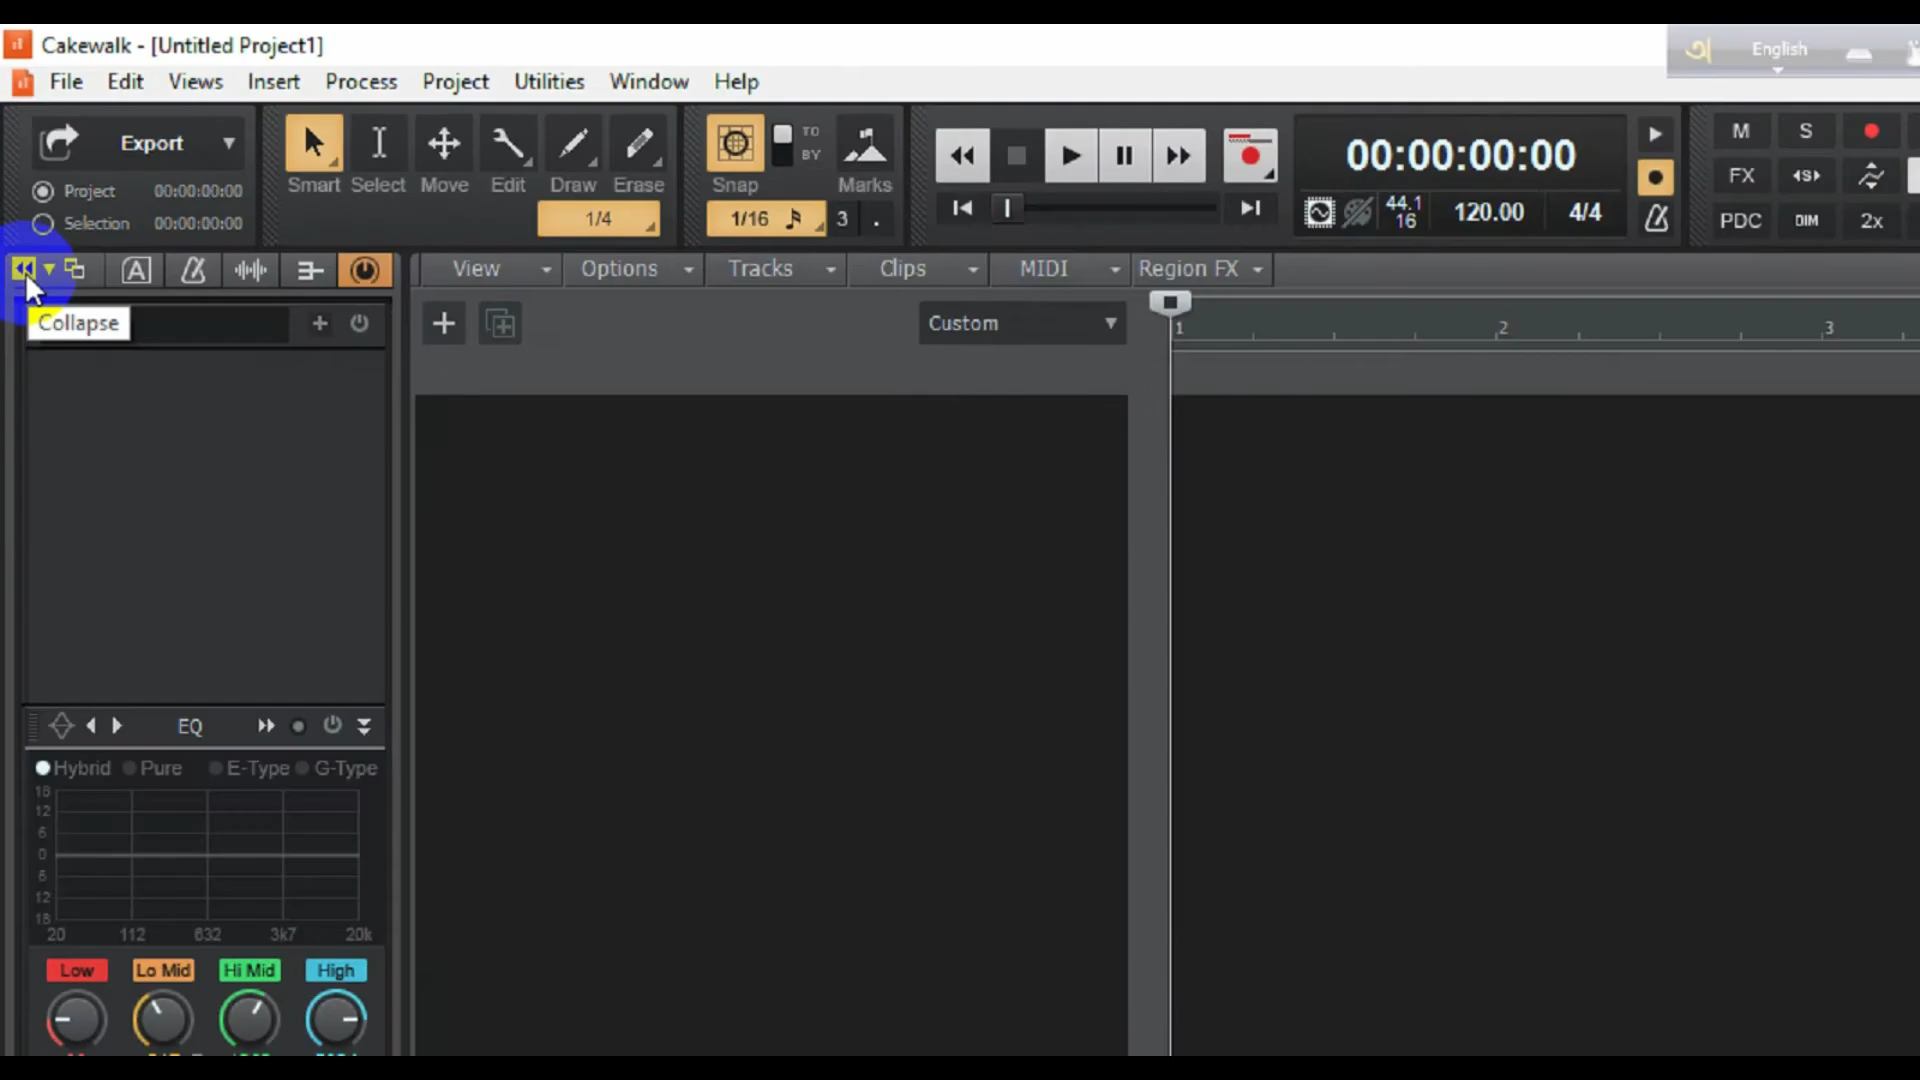 Cakewalk - [Untitled Project1]
অ English
File Edit Views Insert Process Project Utilities Window Help
Export
Project 00:00:00:00
Selection 00:00:00:00
Smart Select Move Edit Draw Erase
1/4
TO
BY
Snap Marks
1/16 3 .
00:00:00:00
44.1
16
120.00 4/4
M S
FX
PDC DIM 2x
View Options Tracks Clips MIDI Region FX
Collapse
Custom
1 2 3
EQ
Hybrid Pure E-Type G-Type
18
12
6
0
6
12
18
20 112 632 3k7 20k
Low Lo Mid Hi Mid High